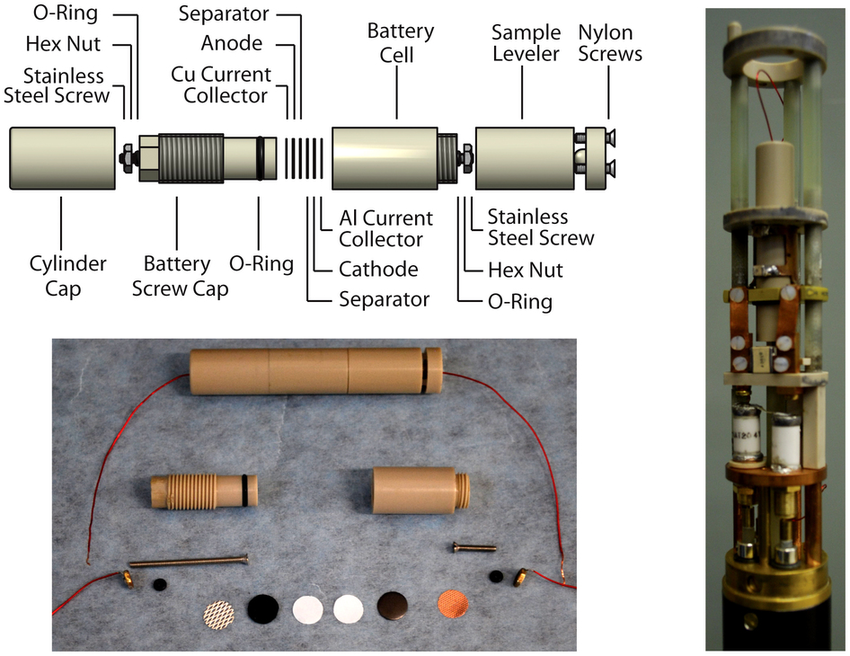 O-Ring
Hex Nut
Stainless
Steel Screw
Separator
Anode
Cu Current
Collector
Battery
Cell
Sample
Leveler
Nylon
Screws
Cylinder
Cap
Battery
Screw Cap
O-Ring
Al Current
Collector
Cathode
Separator
Stainless
Steel Screw
Hex Nut
O-Ring